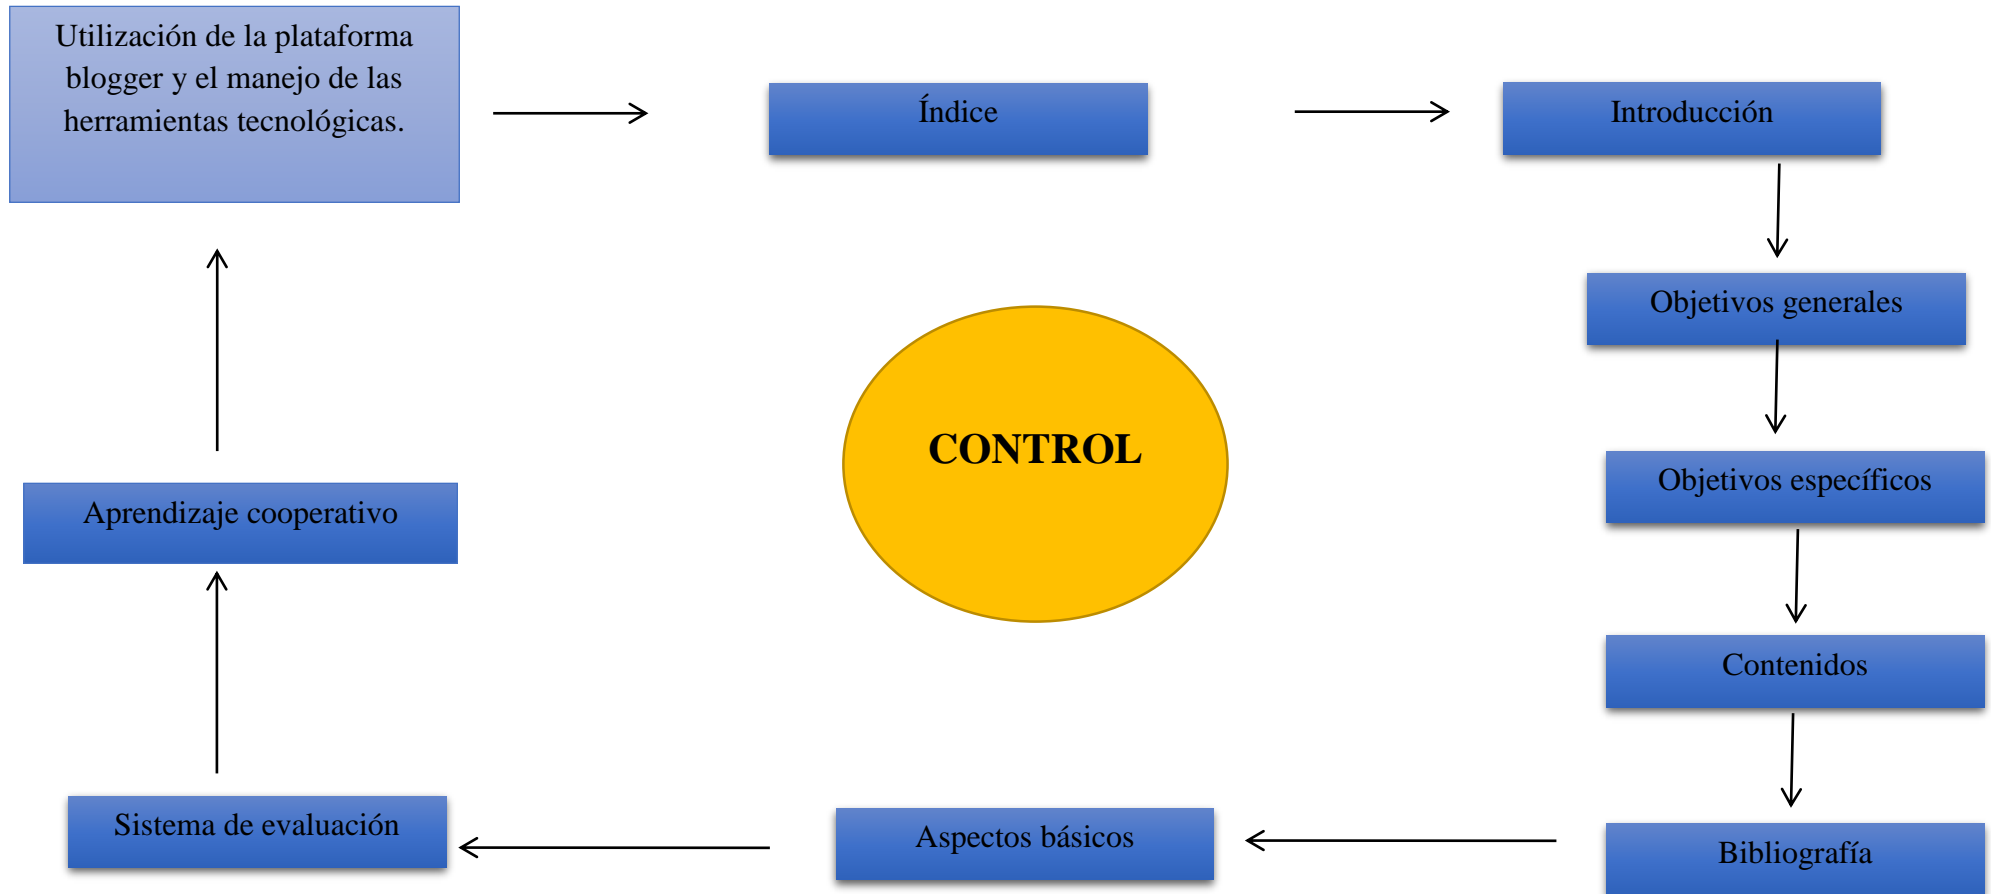 Utilización de la plataforma
blogger y el manejo de las
herramientas tecnológicas.
Índice
Introducción
Objetivos generales
Objetivos específicos
Contenidos
Bibliografía
Aspectos básicos
Sistema de evaluación
Aprendizaje cooperativo
CONTROL